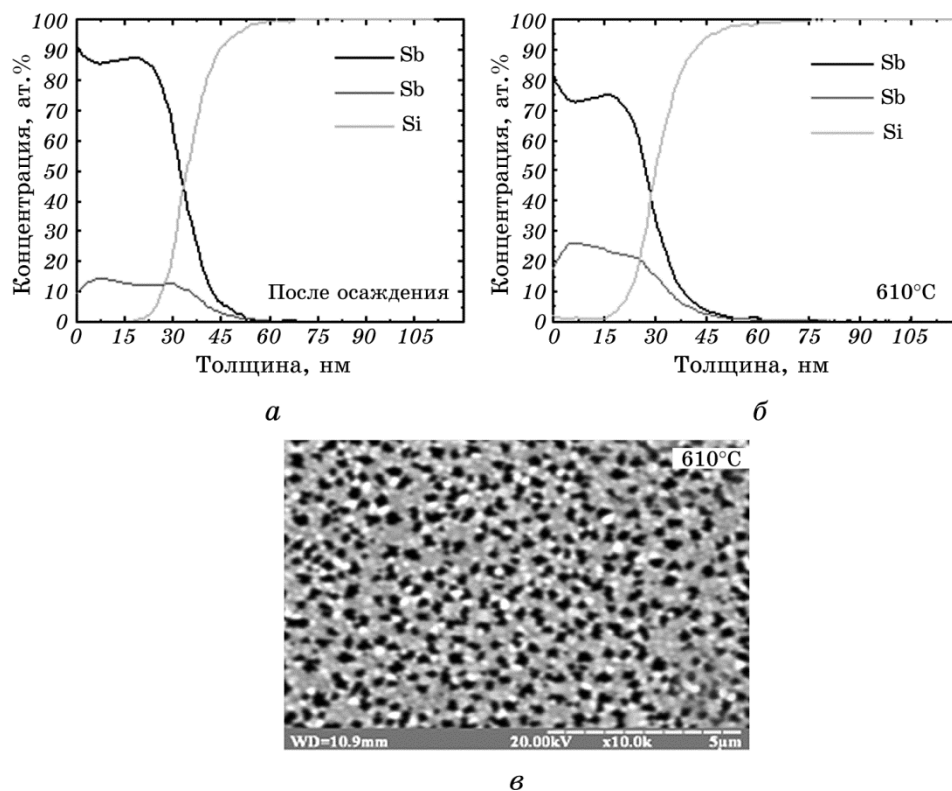 а
100
90
80
70
60
50
40
30
20
10
0
Концентрация, ат.%
Sb
Sb
Si
После осаждения
0 15 30 45 60 75 90 105
Толщина, нм
а
б
100
90
80
70
60
50
40
30
20
10
0
Концентрация, ат.%
Sb
Sb
Si
610°C
0 15 30 45 60 75 90 105
Толщина, нм
б
610°C
WD=10.9mm 20.00kV x10.0k 5µm
в